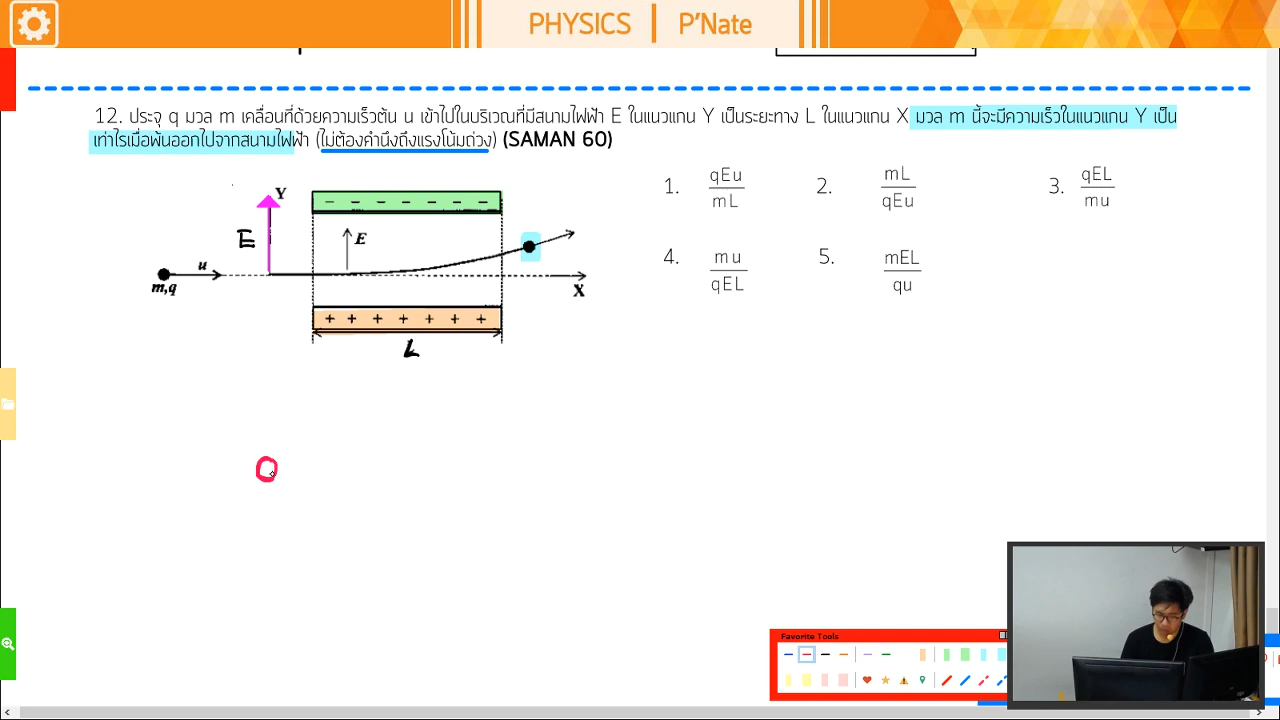 PHYSICS P'Nate
12. ประจุ q มวล m เคลื่อนที่ด้วยความเร็วต้น u เข้าไปในบริเวณที่มีสนามไฟฟ้า E ในแนวแกน Y เป็นระยะทาง L ในแนวแกน X มวล m นี้จะมีความเร็วในแนวแกน Y เป็น
เท่าไรเมื่อพ้นออกไปจากสนามไฟฟ้า (ไม่ต้องคำนึงถึงแรงโน้มถ่วง) (SAMAN 60)
1. qEu
mL
2. mL
qEu
3. qEL
mu
4. mu
qEL
5. mEL
qu
Y
− − − − − − −
E
E
u
m,q
X
+ + + + + + +
L
Favorite Tools